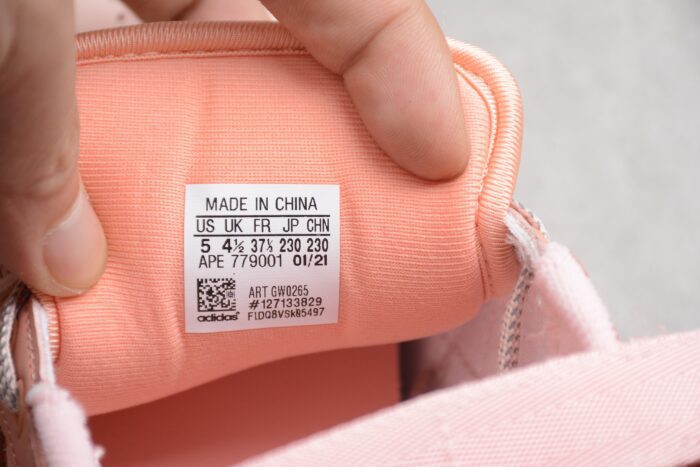 MADE IN CHINA
US UK FR JP CHN
5 4½ 37⅓ 230 230
APE 779001 01/21
ART GW0265
#127133829
adidas FlDQ8VSk05497